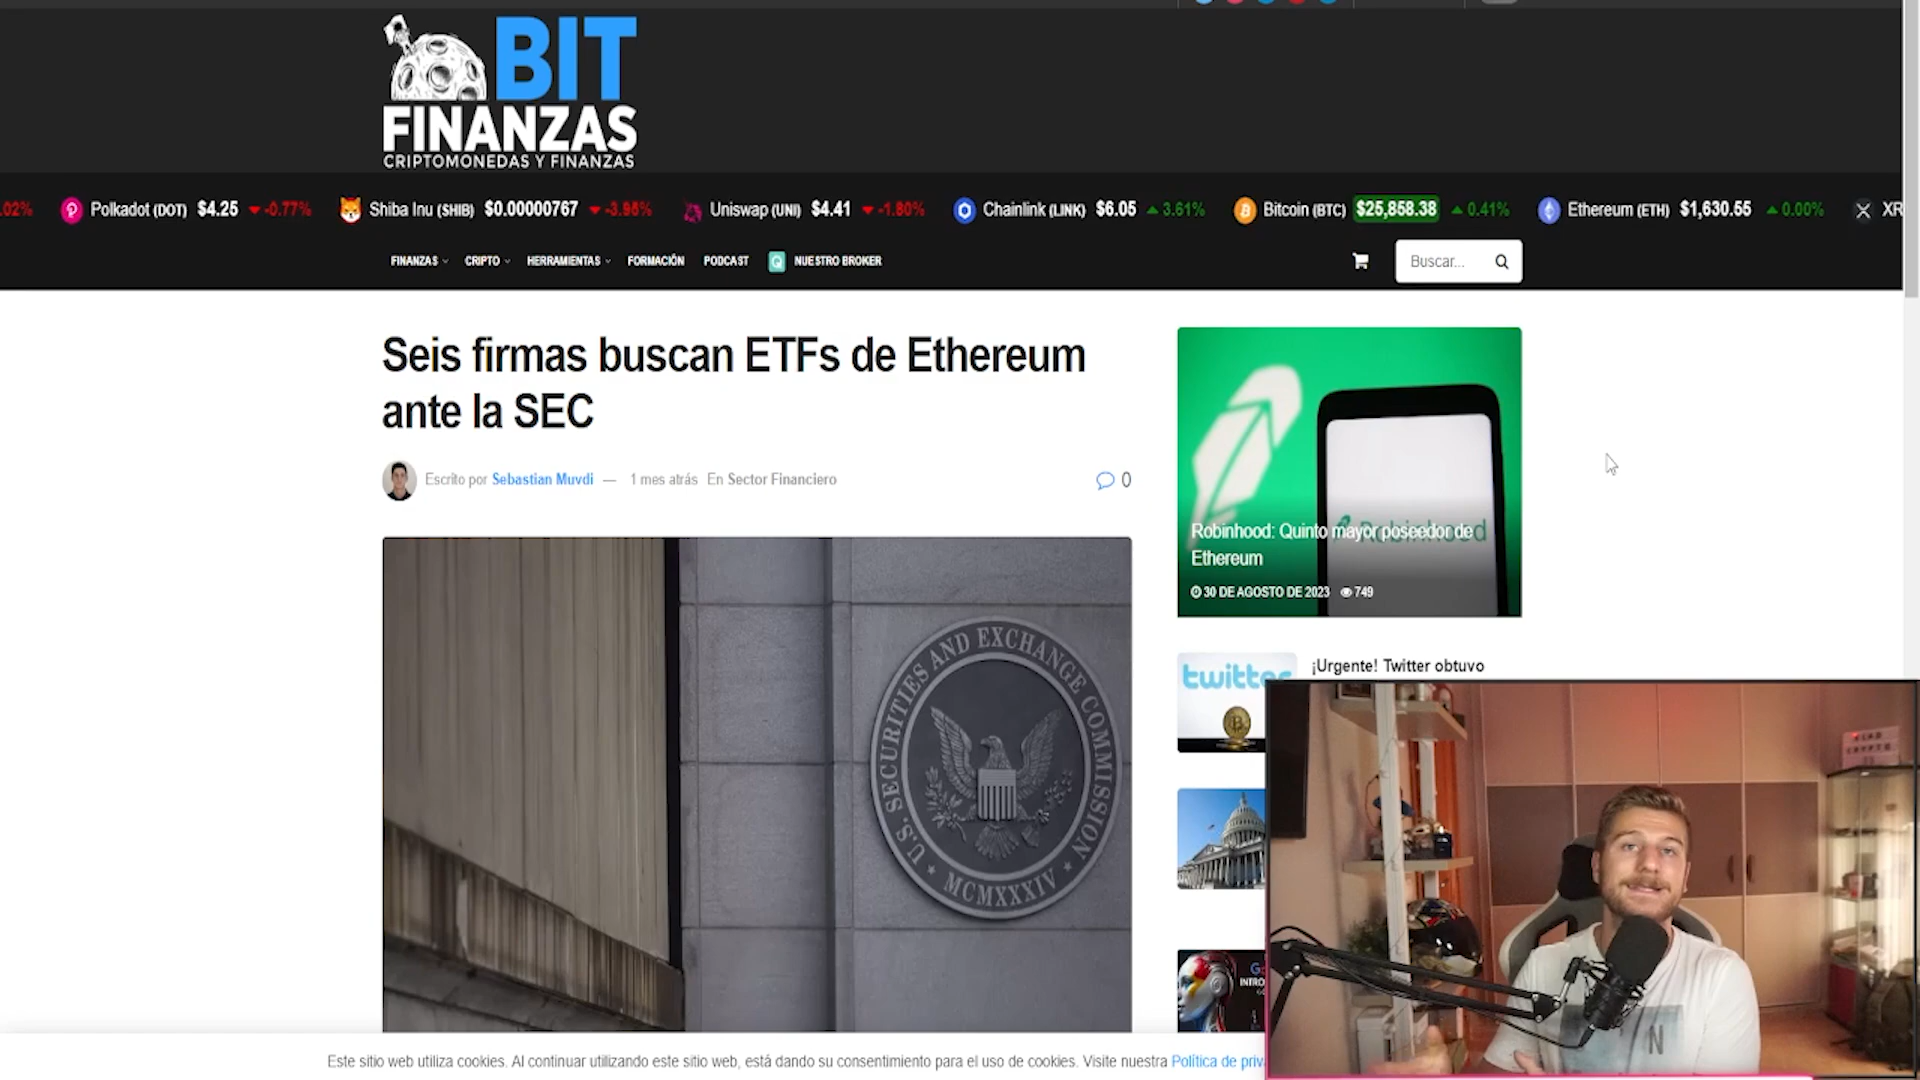 BIT
FINANZAS
CRIPTOMONEDAS Y FINANZAS
.02% Polkadot (DOT) $4.25 -0.77% Shiba Inu (SHIB) $0.00000767 -3.98% Uniswap (UNI) $4.41 -1.80% Chainlink (LINK) $6.05 3.61% Bitcoin (BTC) $25,858.38 0.41% Ethereum (ETH) $1,630.55 0.00% XR
FINANZAS CRIPTO HERRAMIENTAS FORMACIÓN PODCAST NUESTRO BROKER Buscar...
Seis firmas buscan ETFs de Ethereum
ante la SEC
Escrito por Sebastian Muvdi — 1 mes atrás En Sector Financiero 0
U.S. SECURITIES AND EXCHANGE COMMISSION
MCMXXXIV
Robinhood
Robinhood: Quinto mayor poseedor de
Ethereum
30 DE AGOSTO DE 2023 749
twitter
¡Urgente! Twitter obtuvo
INTRO
Este sitio web utiliza cookies. Al continuar utilizando este sitio web, está dando su consentimiento para el uso de cookies. Visite nuestra Política de priv
N